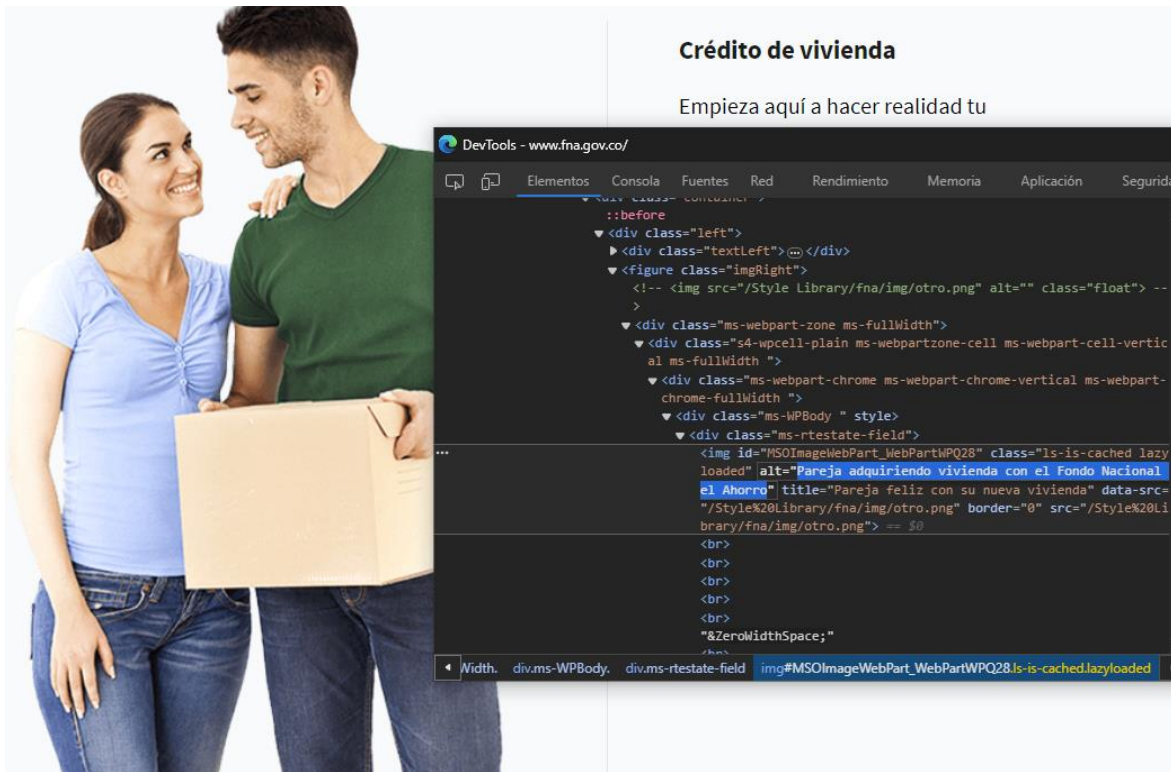 Crédito de vivienda
Empieza aquí a hacer realidad tu
DevTools - www.fna.gov.co/
Elementos Consola Fuentes Red Rendimiento Memoria Aplicación Segurida
::before
<div class="left">
<div class="textLeft">…</div>
<figure class="imgRight">
<!-- <img src="/Style Library/fna/img/otro.png" alt="" class="float"> --
>
<div class="ms-webpart-zone ms-fullWidth">
<div class="s4-wpcell-plain ms-webpartzone-cell ms-webpart-cell-vertic
al ms-fullWidth ">
<div class="ms-webpart-chrome ms-webpart-chrome-vertical ms-webpart-
chrome-fullWidth ">
<div class="ms-WPBody " style>
<div class="ms-rtestate-field">
<img id="MSOImageWebPart_WebPartWPQ28" class="ls-is-cached lazy
loaded" alt="Pareja adquiriendo vivienda con el Fondo Nacional
el Ahorro" title="Pareja feliz con su nueva vivienda" data-src=
"/Style%20Library/fna/img/otro.png" border="0" src="/Style%20Li
brary/fna/img/otro.png"> == $0
<br>
<br>
<br>
<br>
<br>
"&ZeroWidthSpace;"
Width. div.ms-WPBody. div.ms-rtestate-field img#MSOImageWebPart_WebPartWPQ28.ls-is-cached.lazyloaded